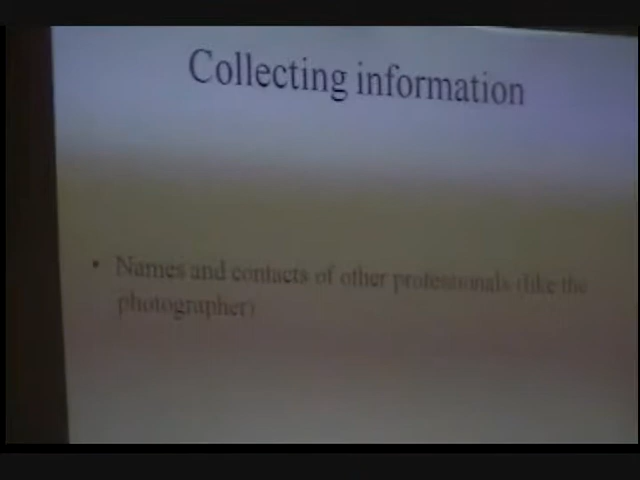 Collecting information
• Names and contacts of other professionals (like the
photographer)